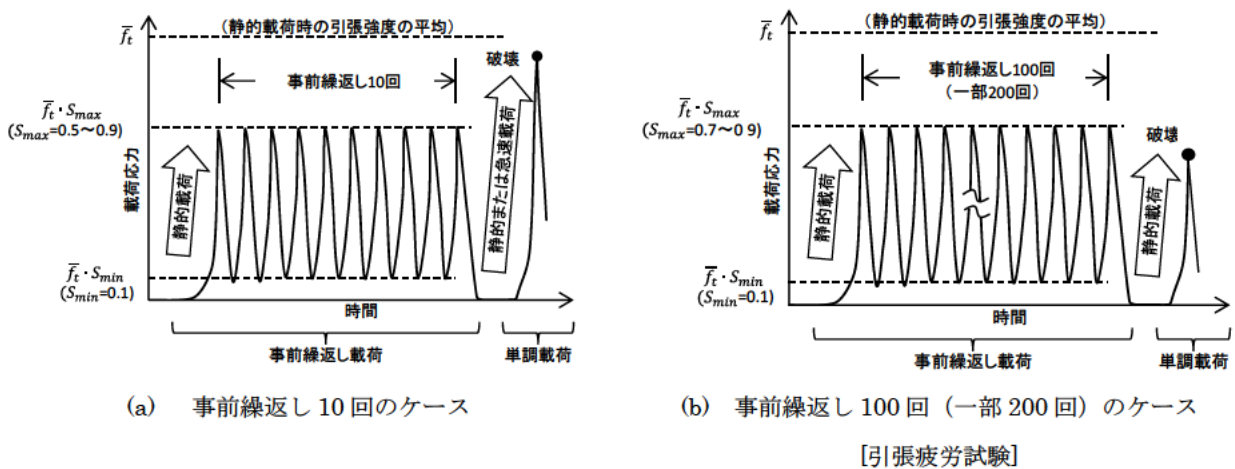 (静的載荷時の引張強度の平均)
f̅t
破壊
事前繰返し10回
f̅t・Smax
(Smax=0.5～0.9)
載荷応力
静的載荷
静的または急速載荷
f̅t・Smin
(Smin=0.1)
時間
事前繰返し載荷
単調載荷
(a) 事前繰返し 10 回のケース
(静的載荷時の引張強度の平均)
f̅t
事前繰返し100回
(一部200回)
f̅t・Smax
(Smax=0.7～0 9)
破壊
載荷応力
静的載荷
静的載荷
f̅t・Smin
(Smin=0.1)
時間
事前繰返し載荷
単調載荷
(b) 事前繰返し 100 回（一部 200 回）のケース
[引張疲労試験]